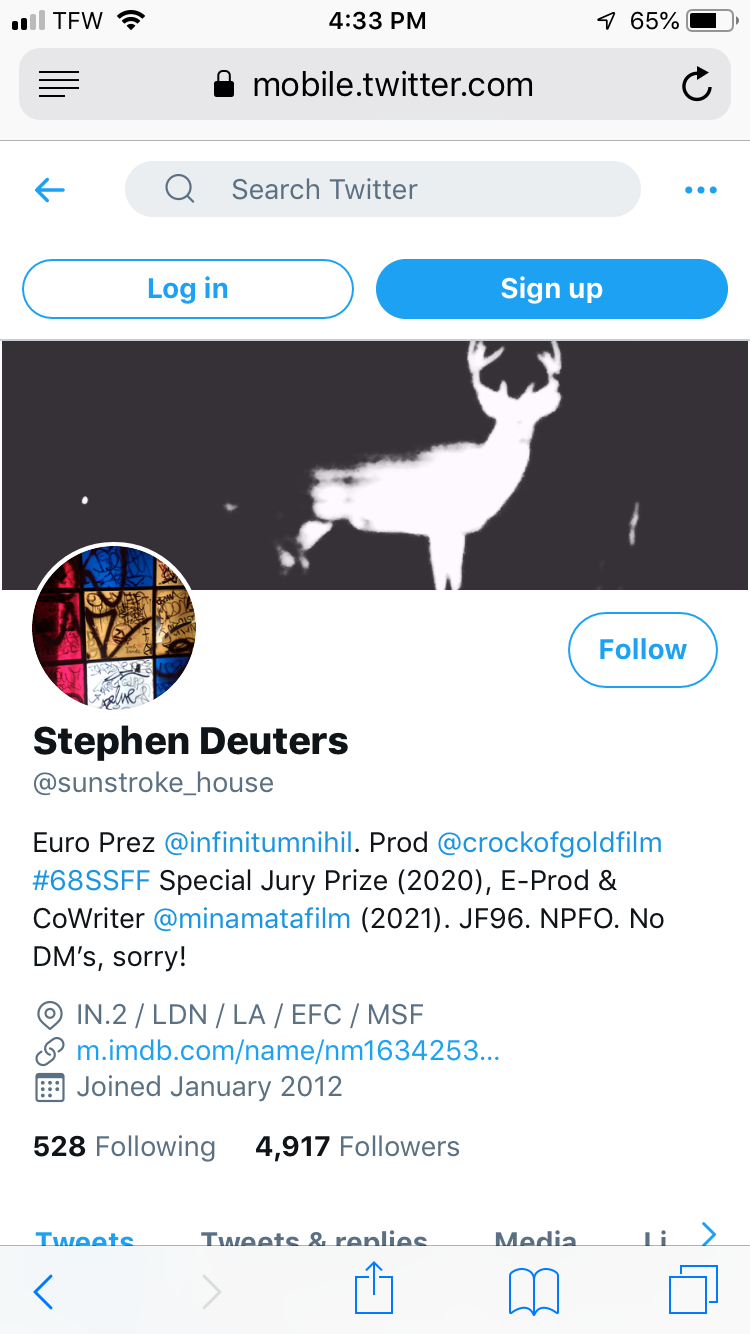 TFW 4:33 PM 65%
mobile.twitter.com
Search Twitter
Log in Sign up
Follow
Stephen Deuters
@sunstroke_house
Euro Prez @infinitumnihil. Prod @crockofgoldfilm
#68SSFF Special Jury Prize (2020), E-Prod &
CoWriter @minamatafilm (2021). JF96. NPFO. No
DM’s, sorry!
IN.2 / LDN / LA / EFC / MSF
m.imdb.com/name/nm1634253...
Joined January 2012
528 Following 4,917 Followers
Tweets Tweets & replies Media Li